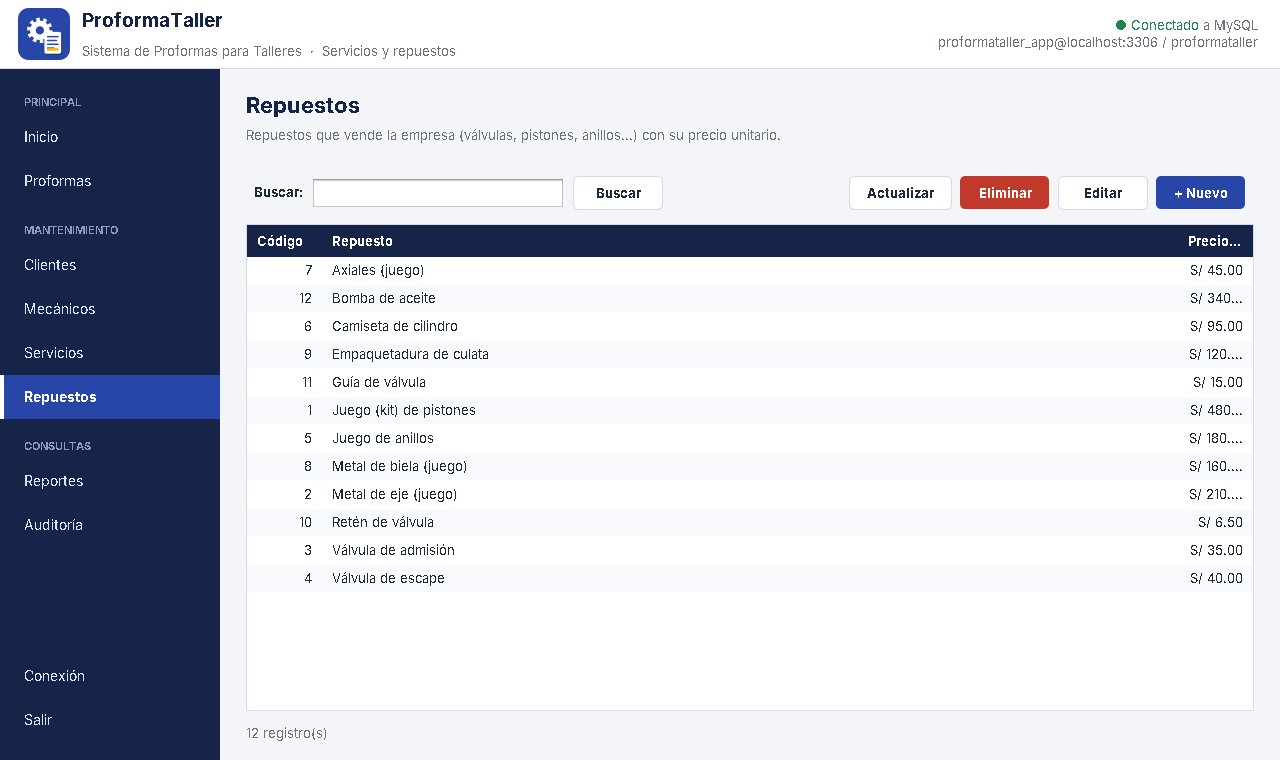 ProformaTaller
Sistema de Proformas para Talleres · Servicios y repuestos
Conectado a MySQL
proformataller_app@localhost:3306 / proformataller
PRINCIPAL
Inicio
Proformas
MANTENIMIENTO
Clientes
Mecánicos
Servicios
Repuestos
CONSULTAS
Reportes
Auditoría
Conexión
Salir
Repuestos
Repuestos que vende la empresa (válvulas, pistones, anillos...) con su precio unitario.
Buscar: Buscar Actualizar Eliminar Editar + Nuevo
Código Repuesto Precio...
7 Axiales (juego) S/ 45.00
12 Bomba de aceite S/ 340...
6 Camiseta de cilindro S/ 95.00
9 Empaquetadura de culata S/ 120....
11 Guía de válvula S/ 15.00
1 Juego (kit) de pistones S/ 480...
5 Juego de anillos S/ 180....
8 Metal de biela (juego) S/ 160....
2 Metal de eje (juego) S/ 210....
10 Retén de válvula S/ 6.50
3 Válvula de admisión S/ 35.00
4 Válvula de escape S/ 40.00
12 registro(s)